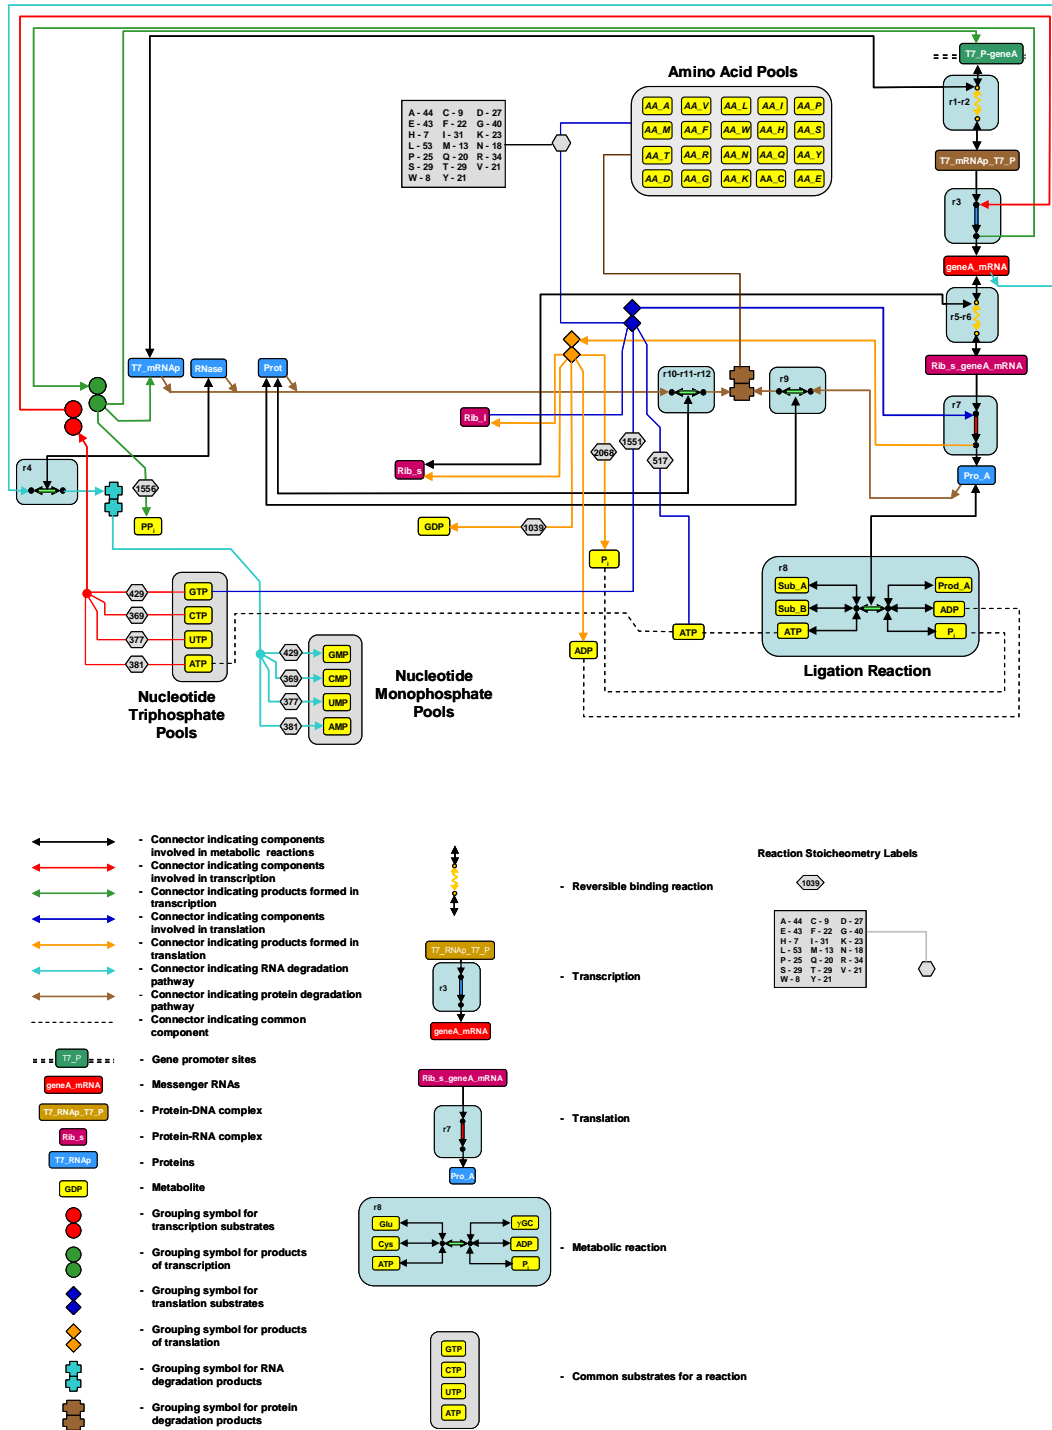 T7_P-geneA
Amino Acid Pools
r1-r2
A - 44 C - 9 D - 27
E - 43 F - 22 G - 40
H - 7 I - 31 K - 23
L - 53 M - 13 N - 18
P - 25 Q - 20 R - 34
S - 29 T - 29 V - 21
W - 8 Y - 21
AA_A AA_V AA_L AA_I AA_P
AA_M AA_F AA_W AA_H AA_S
AA_T AA_R AA_N AA_Q AA_Y
AA_D AA_G AA_K AA_C AA_E
T7_mRNAp_T7_P
r3
geneA_mRNA
r5-r6
Rib_s_geneA_mRNA
T7_mRNAp
RNase
Prot
r10-r11-r12
r9
r7
Rib_l
1551
2068
517
Rib_s
Pro_A
r4
1556
PPi
GDP
1039
Pi
r8
Sub_A
Prod_A
Sub_B
ADP
ATP
Pi
ATP
Ligation Reaction
ADP
429
GTP
369
CTP
377
UTP
381
ATP
Nucleotide
Triphosphate
Pools
429
GMP
369
CMP
377
UMP
381
AMP
Nucleotide
Monophosphate
Pools
- Connector indicating components
involved in metabolic reactions
- Connector indicating components
involved in transcription
- Connector indicating products formed in
transcription
- Connector indicating components
involved in translation
- Connector indicating products formed in
translation
- Connector indicating RNA degradation
pathway
- Connector indicating protein degradation
pathway
- Connector indicating common
component
T7_P
- Gene promoter sites
geneA_mRNA
- Messenger RNAs
T7_RNAp_T7_P
- Protein-DNA complex
Rib_s
- Protein-RNA complex
T7_RNAp
- Proteins
GDP
- Metabolite
- Grouping symbol for
transcription substrates
- Grouping symbol for products
of transcription
- Grouping symbol for
translation substrates
- Grouping symbol for products
of translation
- Grouping symbol for RNA
degradation products
- Grouping symbol for protein
degradation products
- Reversible binding reaction
T7_RNAp_T7_P
r3
geneA_mRNA
- Transcription
Rib_s_geneA_mRNA
r7
Pro_A
- Translation
r8
Glu
γGC
Cys
ADP
ATP
Pi
- Metabolic reaction
GTP
CTP
UTP
ATP
- Common substrates for a reaction
Reaction Stoicheometry Labels
1039
A - 44 C - 9 D - 27
E - 43 F - 22 G - 40
H - 7 I - 31 K - 23
L - 53 M - 13 N - 18
P - 25 Q - 20 R - 34
S - 29 T - 29 V - 21
W - 8 Y - 21